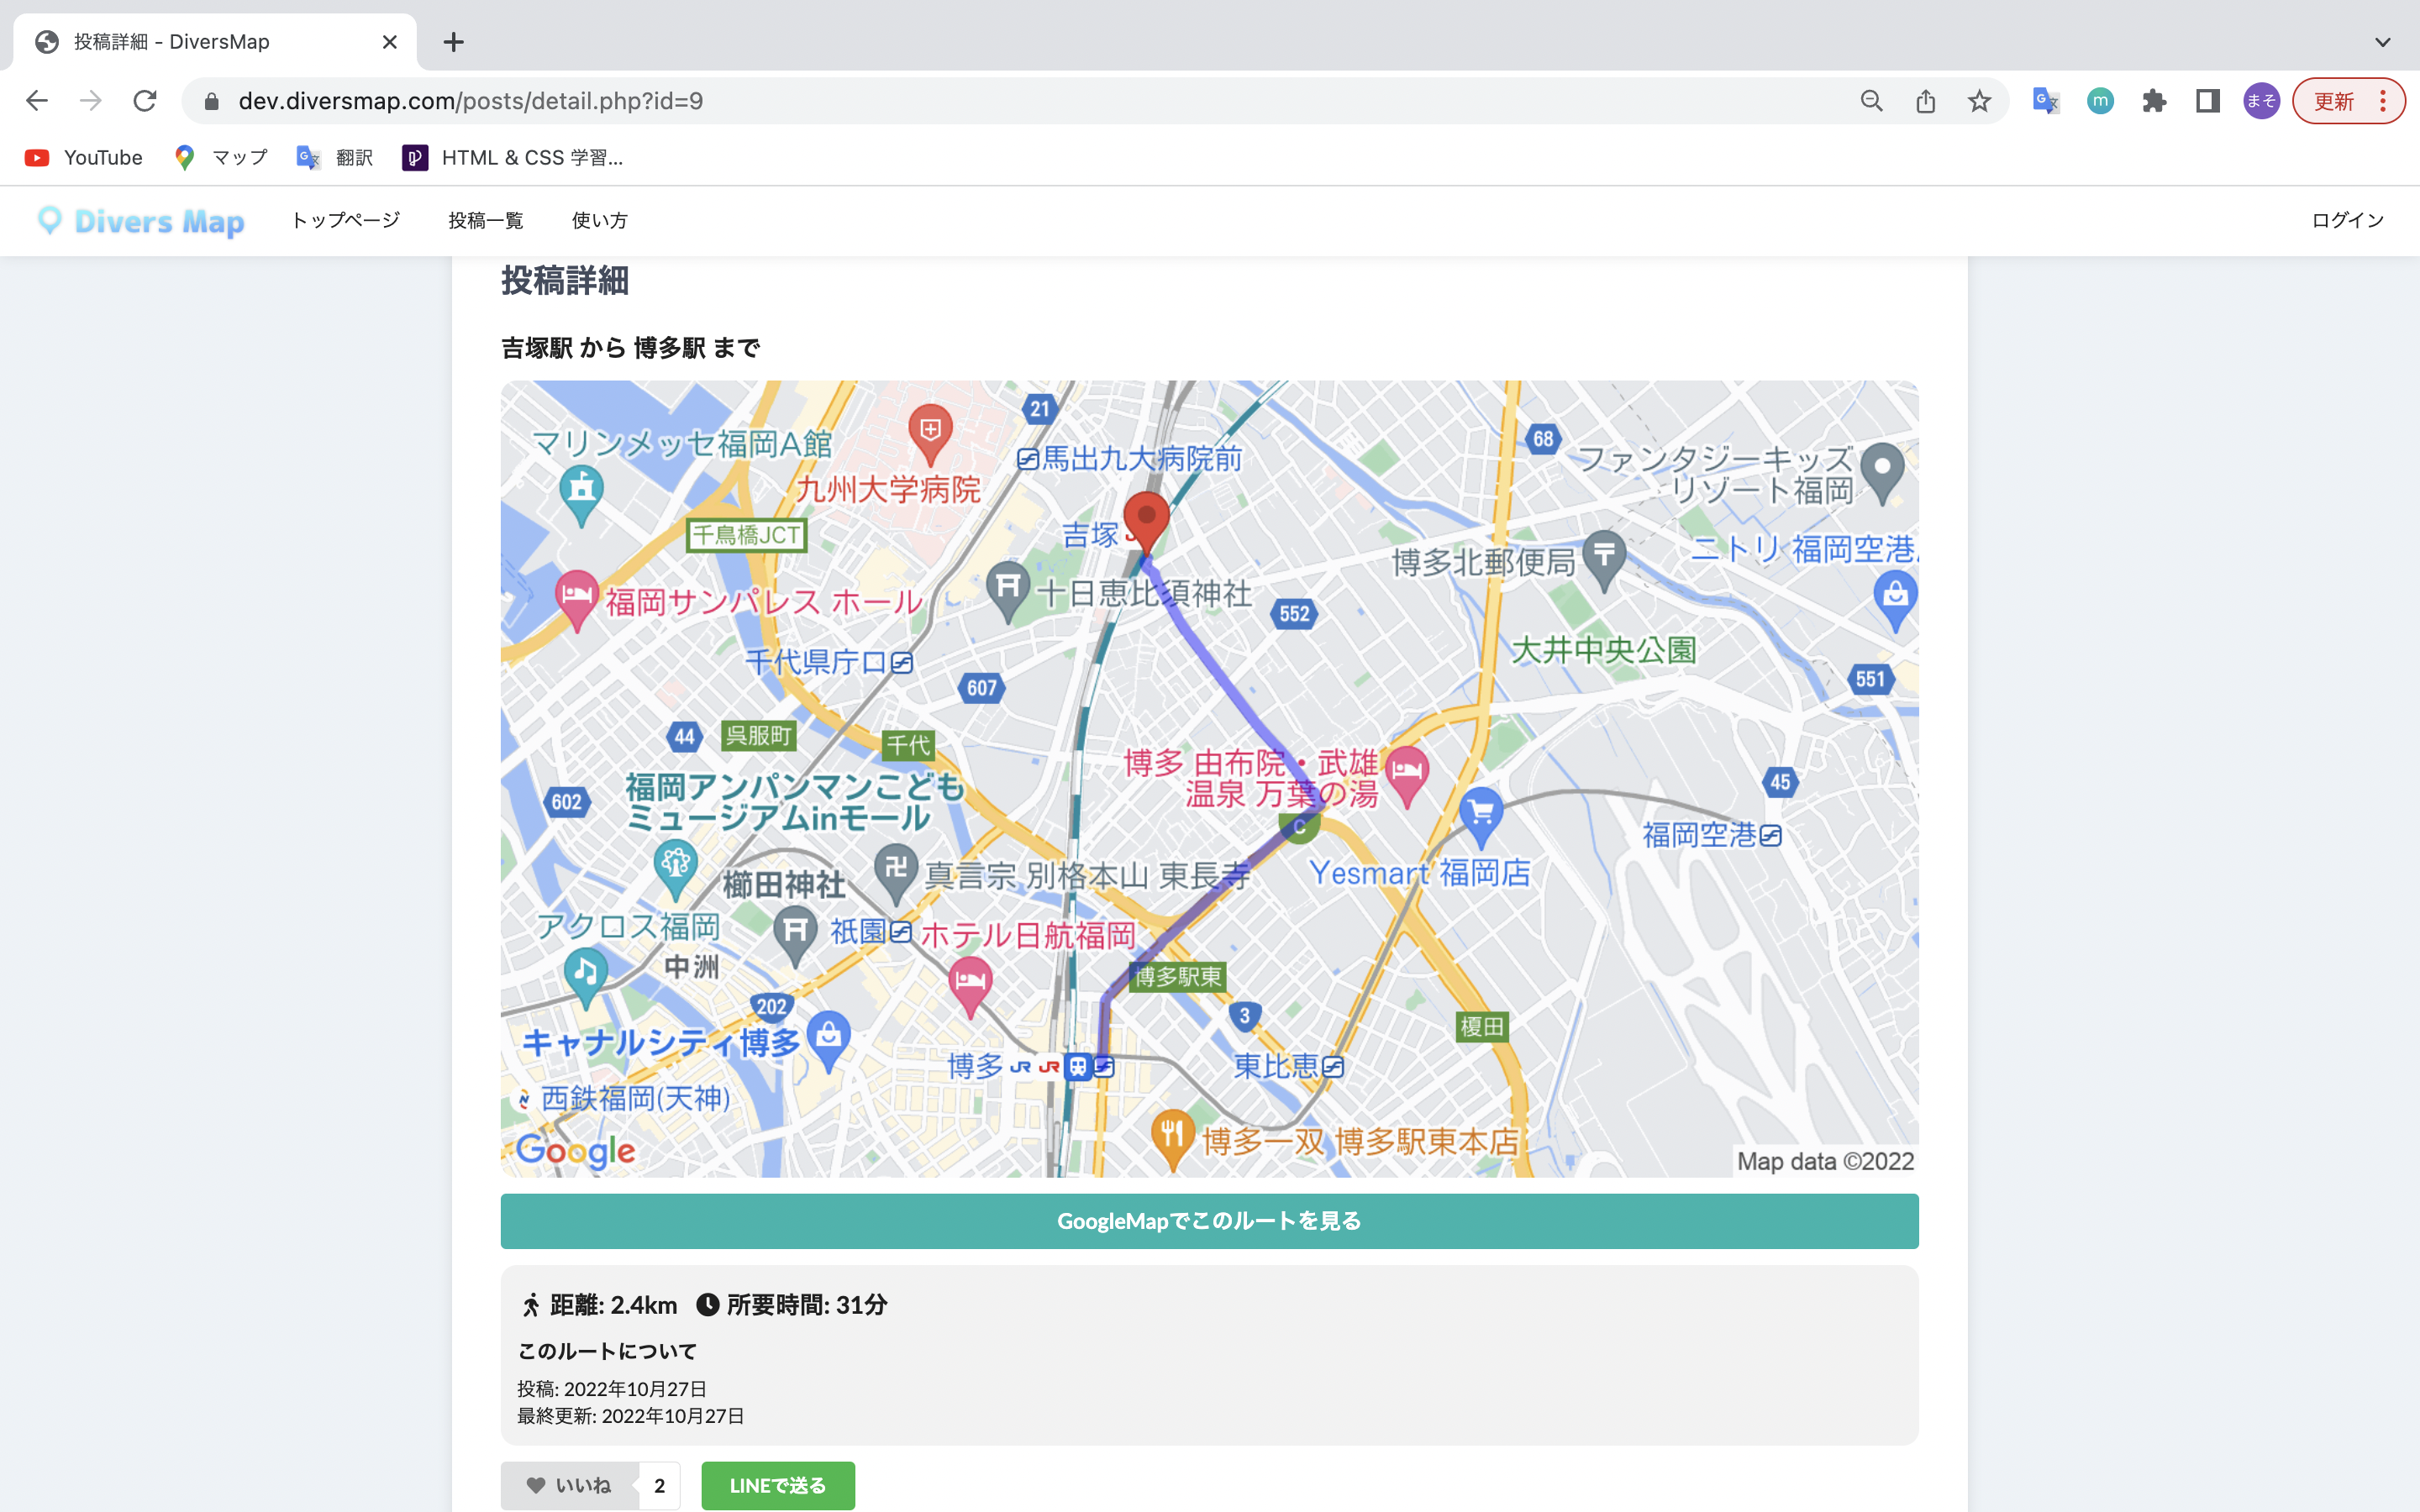 投稿詳細 - DiversMap
dev.diversmap.com/posts/detail.php?id=9
m
まそ
更新
YouTube
マップ
翻訳
HTML & CSS 学習...
Divers Map
トップページ
投稿一覧
使い方
ログイン
投稿詳細
吉塚駅 から 博多駅 まで
21
68
マリンメッセ福岡A館
馬出九大病院前
ファンタジーキッズ
リゾート福岡
九州大学病院
千鳥橋JCT
吉塚
博多北郵便局
ニトリ 福岡空港
福岡サンパレス ホール
十日恵比須神社
552
大井中央公園
千代県庁口
607
551
44
呉服町
千代
博多 由布院・武雄
温泉 万葉の湯
45
602
福岡アンパンマンこども
ミュージアムinモール
C
福岡空港
櫛田神社
真言宗 別格本山 東長寺
Yesmart 福岡店
アクロス福岡
祇園
ホテル日航福岡
中洲
博多駅東
202
3
榎田
キャナルシティ博多
博多
JR JR
東比恵
西鉄福岡(天神)
博多一双 博多駅東本店
Google
Map data ©2022
GoogleMapでこのルートを見る
距離: 2.4km 所要時間: 31分
このルートについて
投稿: 2022年10月27日
最終更新: 2022年10月27日
いいね 2
LINEで送る